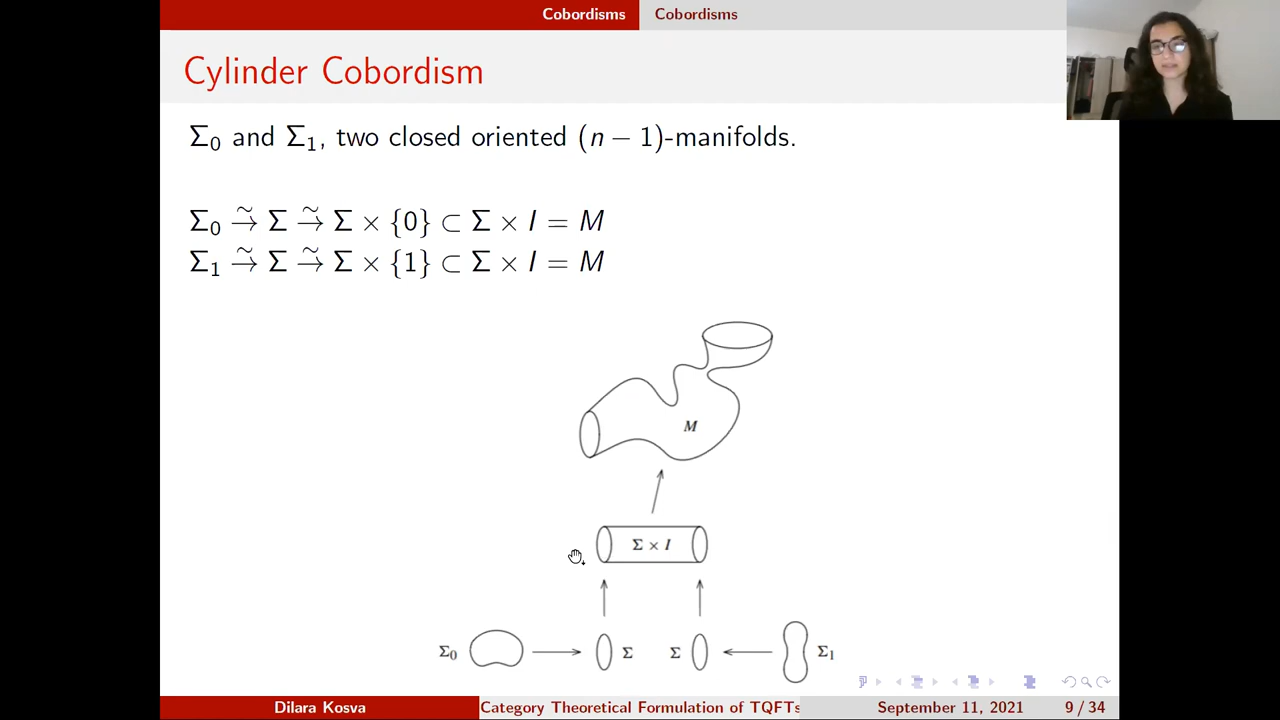 Cobordisms Cobordisms
Cylinder Cobordism
Σ₀ and Σ₁, two closed oriented (n − 1)-manifolds.
Σ₀ →̃ Σ →̃ Σ × {0} ⊂ Σ × I = M
Σ₁ →̃ Σ →̃ Σ × {1} ⊂ Σ × I = M
M
Σ × I
Σ₀ Σ Σ Σ₁
Dilara Kosva Category Theoretical Formulation of TQFTs September 11, 2021 9 / 34